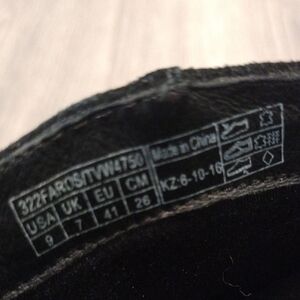 322FAROS/TVW4750
USA UK EU CM
9 7 41 26
Made in China
KZ-6-10-16